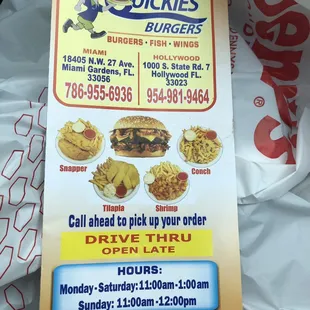 QUICKIES
BURGERS
BURGERS • FISH • WINGS
MIAMI
18405 N.W. 27 Ave.
Miami Gardens, FL.
33056
786-955-6936
HOLLYWOOD
1000 S. State Rd. 7
Hollywood FL.
33023
954-981-9464
Snapper
Conch
Tilapia
Shrimp
Call ahead to pick up your order
DRIVE THRU
OPEN LATE
HOURS:
Monday-Saturday: 11:00am-1:00am
Sunday: 11:00am -12:00pm